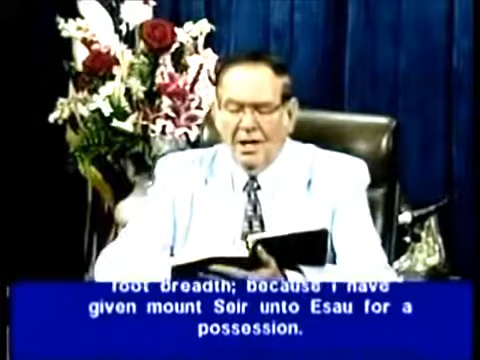 foot breadth; because I have
given mount Seir unto Esau for a
possession.